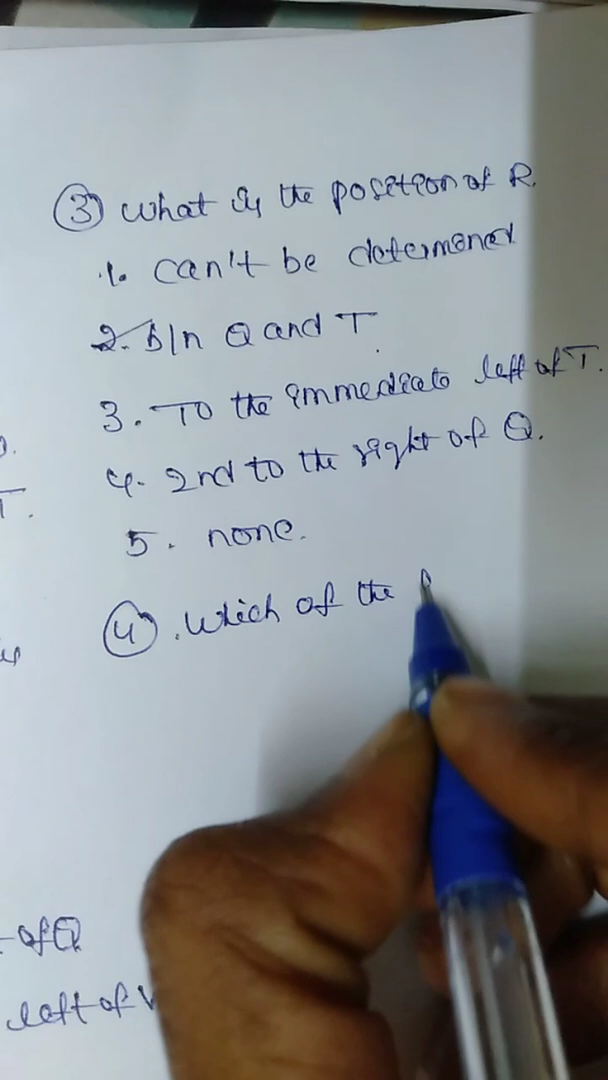 ③ What is the position of R.
1. can't be determined
2. b/n Q and T.
3. To the immediate left of T.
4. 2nd to the right of Q.
5. none.
④. Which of the
T.
- of Q
left of V